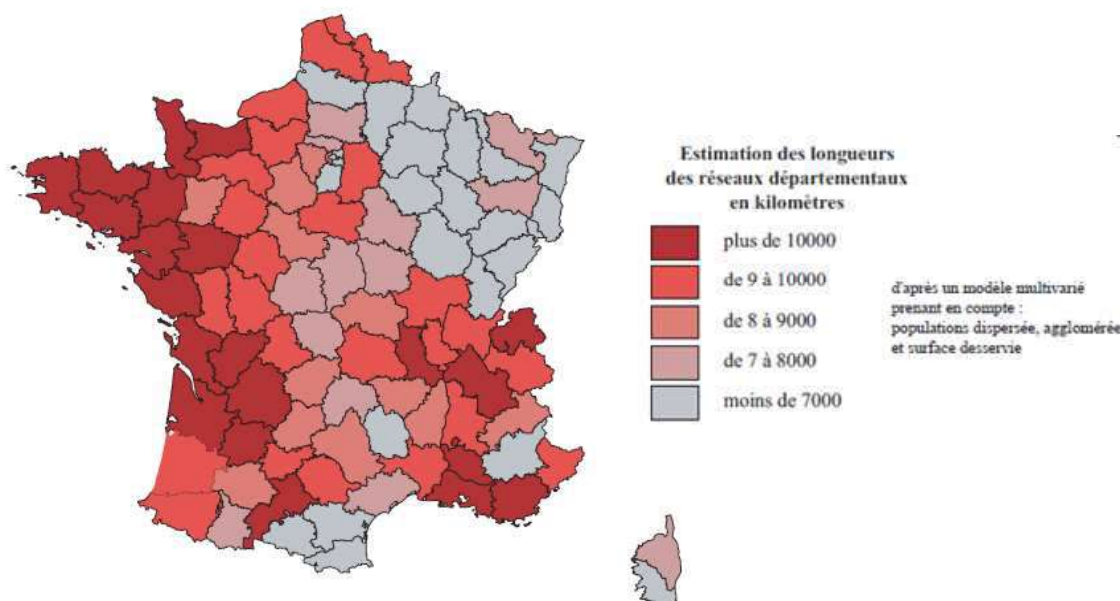 Estimation des longueurs
des réseaux départementaux
en kilomètres
plus de 10000
de 9 à 10000
de 8 à 9000
de 7 à 8000
moins de 7000
d'après un modèle multivarié
prenant en compte :
populations dispersée, agglomérée
et surface desservie